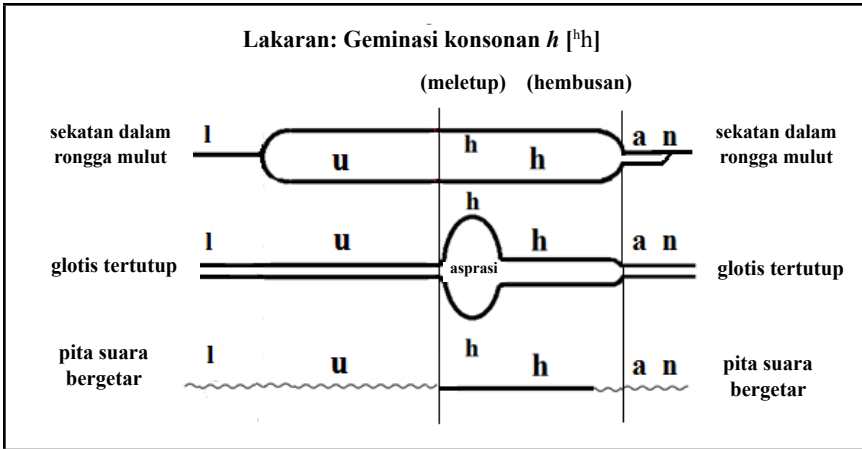 Lakaran: Geminasi konsonan h [ʰh]
(meletup) (hembusan)
sekatan dalam rongga mulut
l u h h a n
sekatan dalam rongga mulut
glotis tertutup
l u h h a n
asprasi
glotis tertutup
pita suara bergetar
l u h h a n
pita suara bergetar